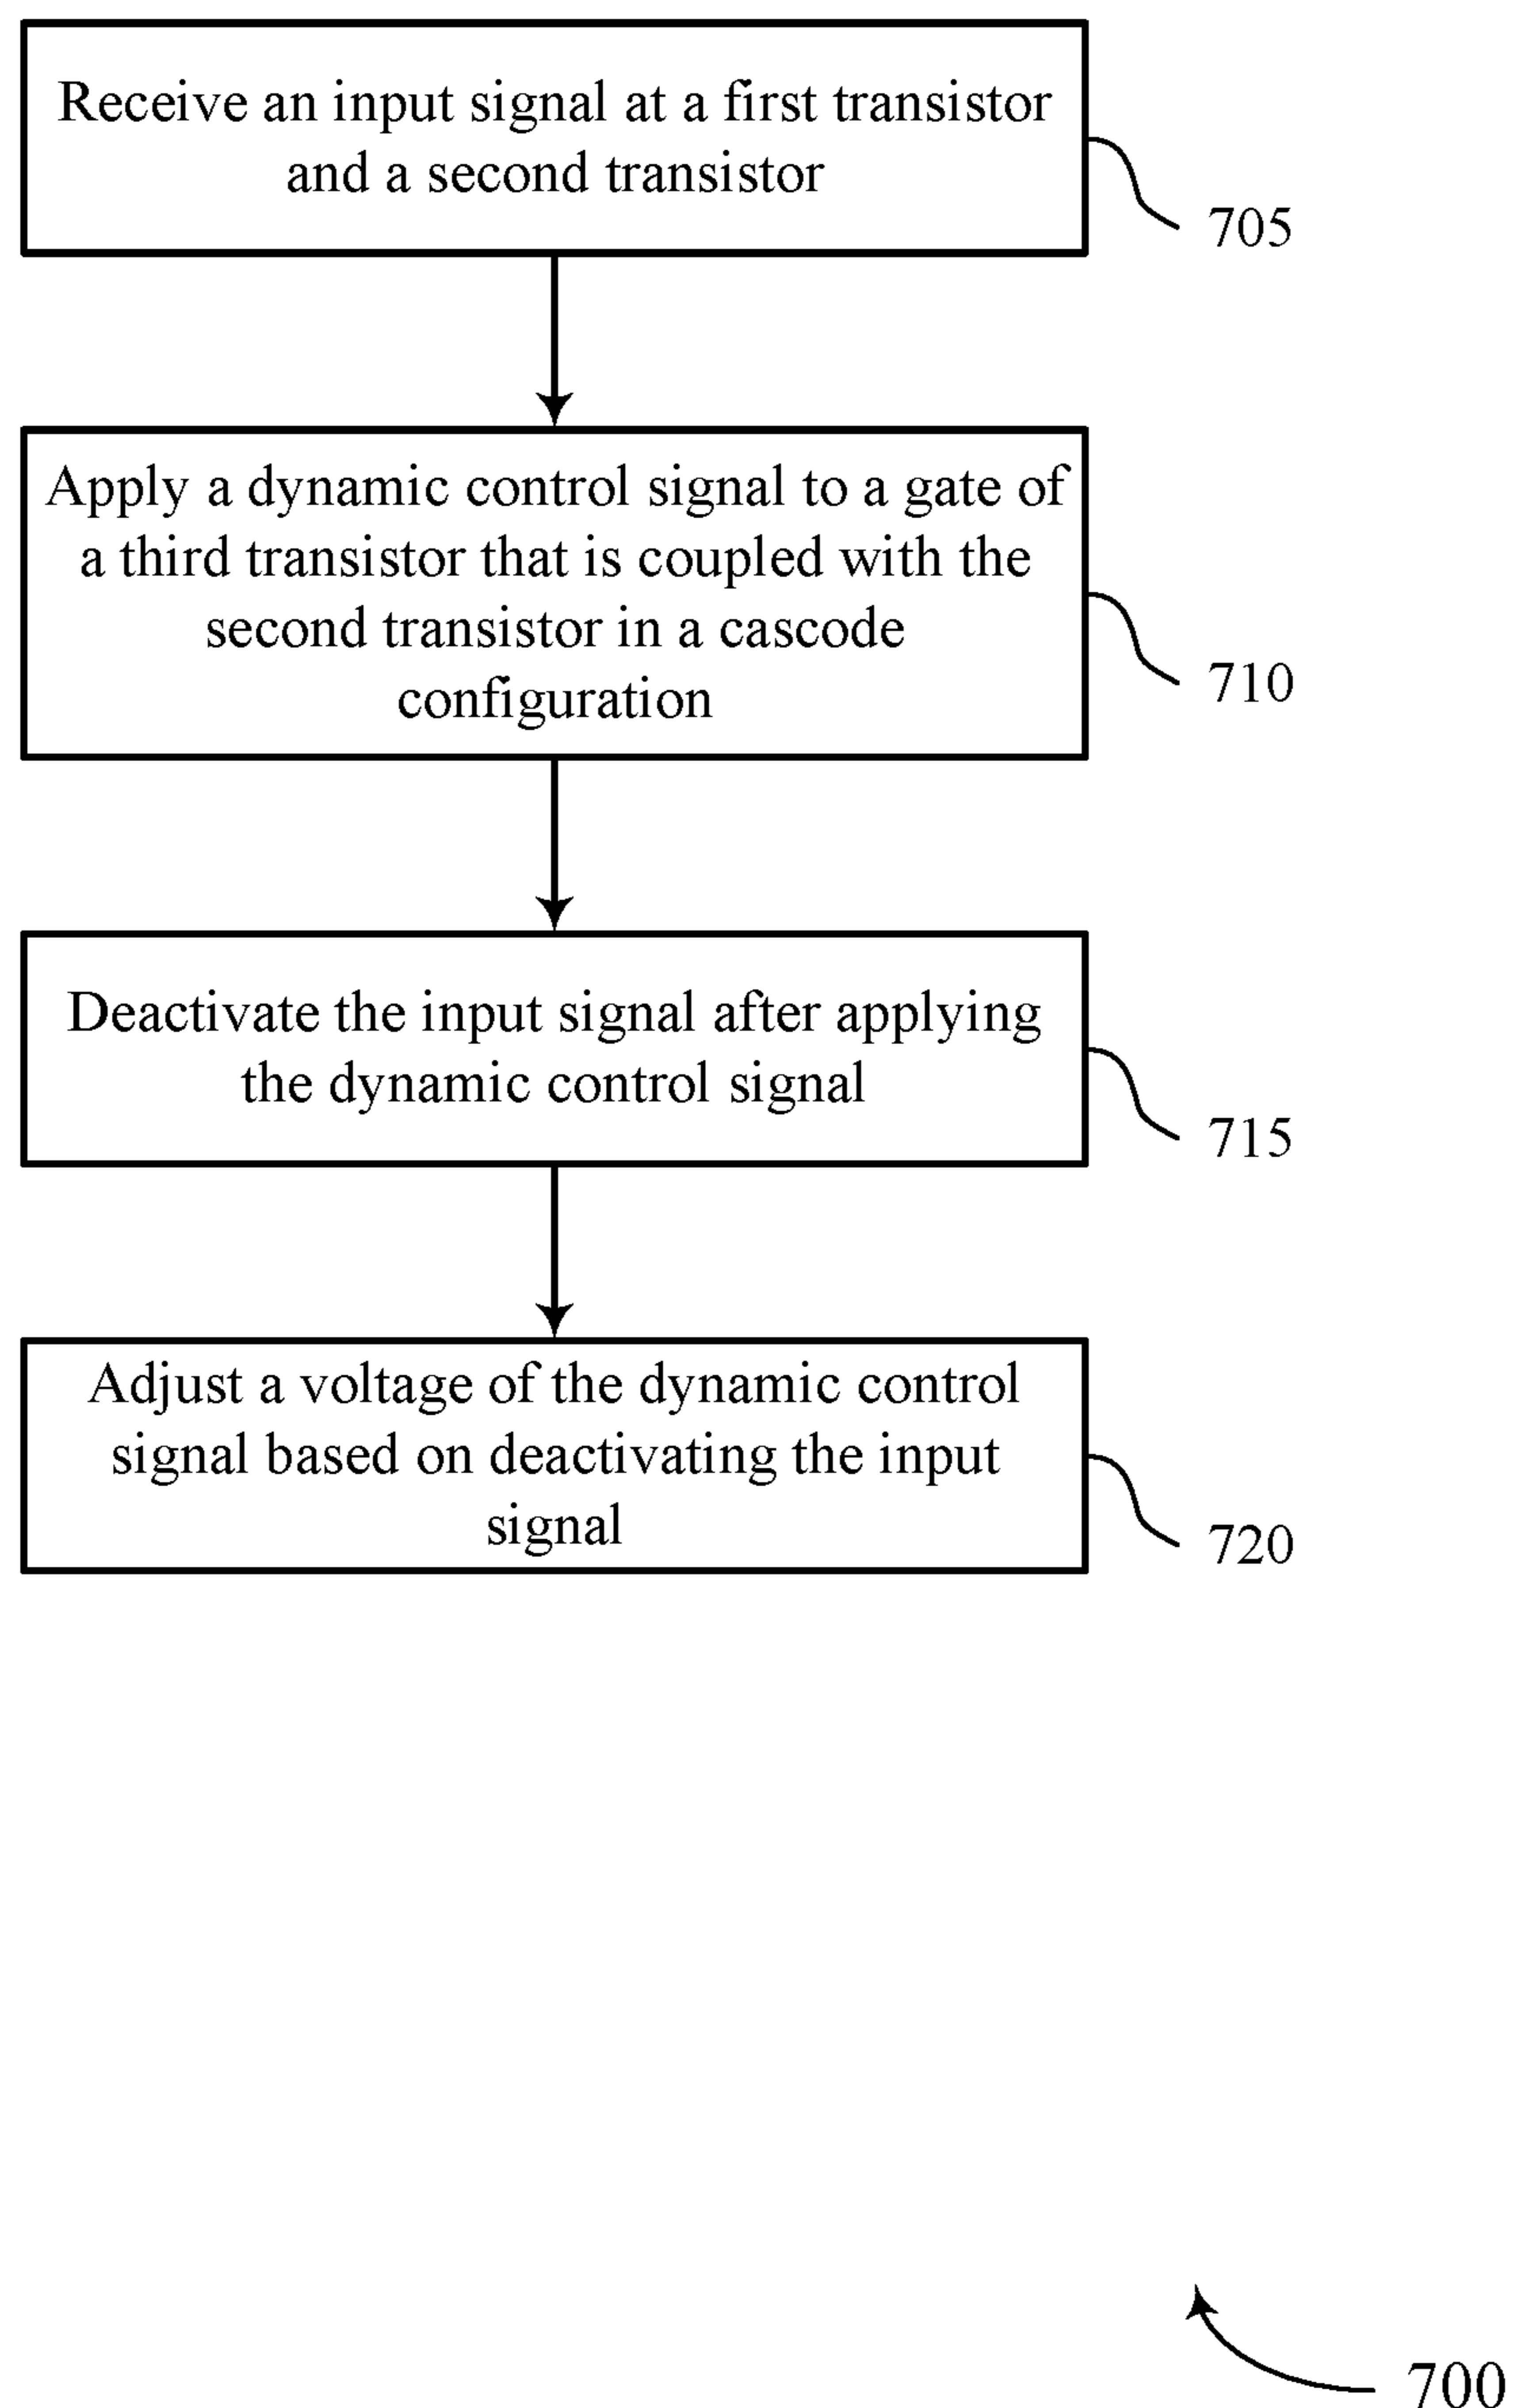 Receive an input signal at a first transistor
and a second transistor
705
Apply a dynamic control signal to a gate of
a third transistor that is coupled with the
second transistor in a cascode
configuration
710
Deactivate the input signal after applying
the dynamic control signal
715
Adjust a voltage of the dynamic control
signal based on deactivating the input
signal
720
700